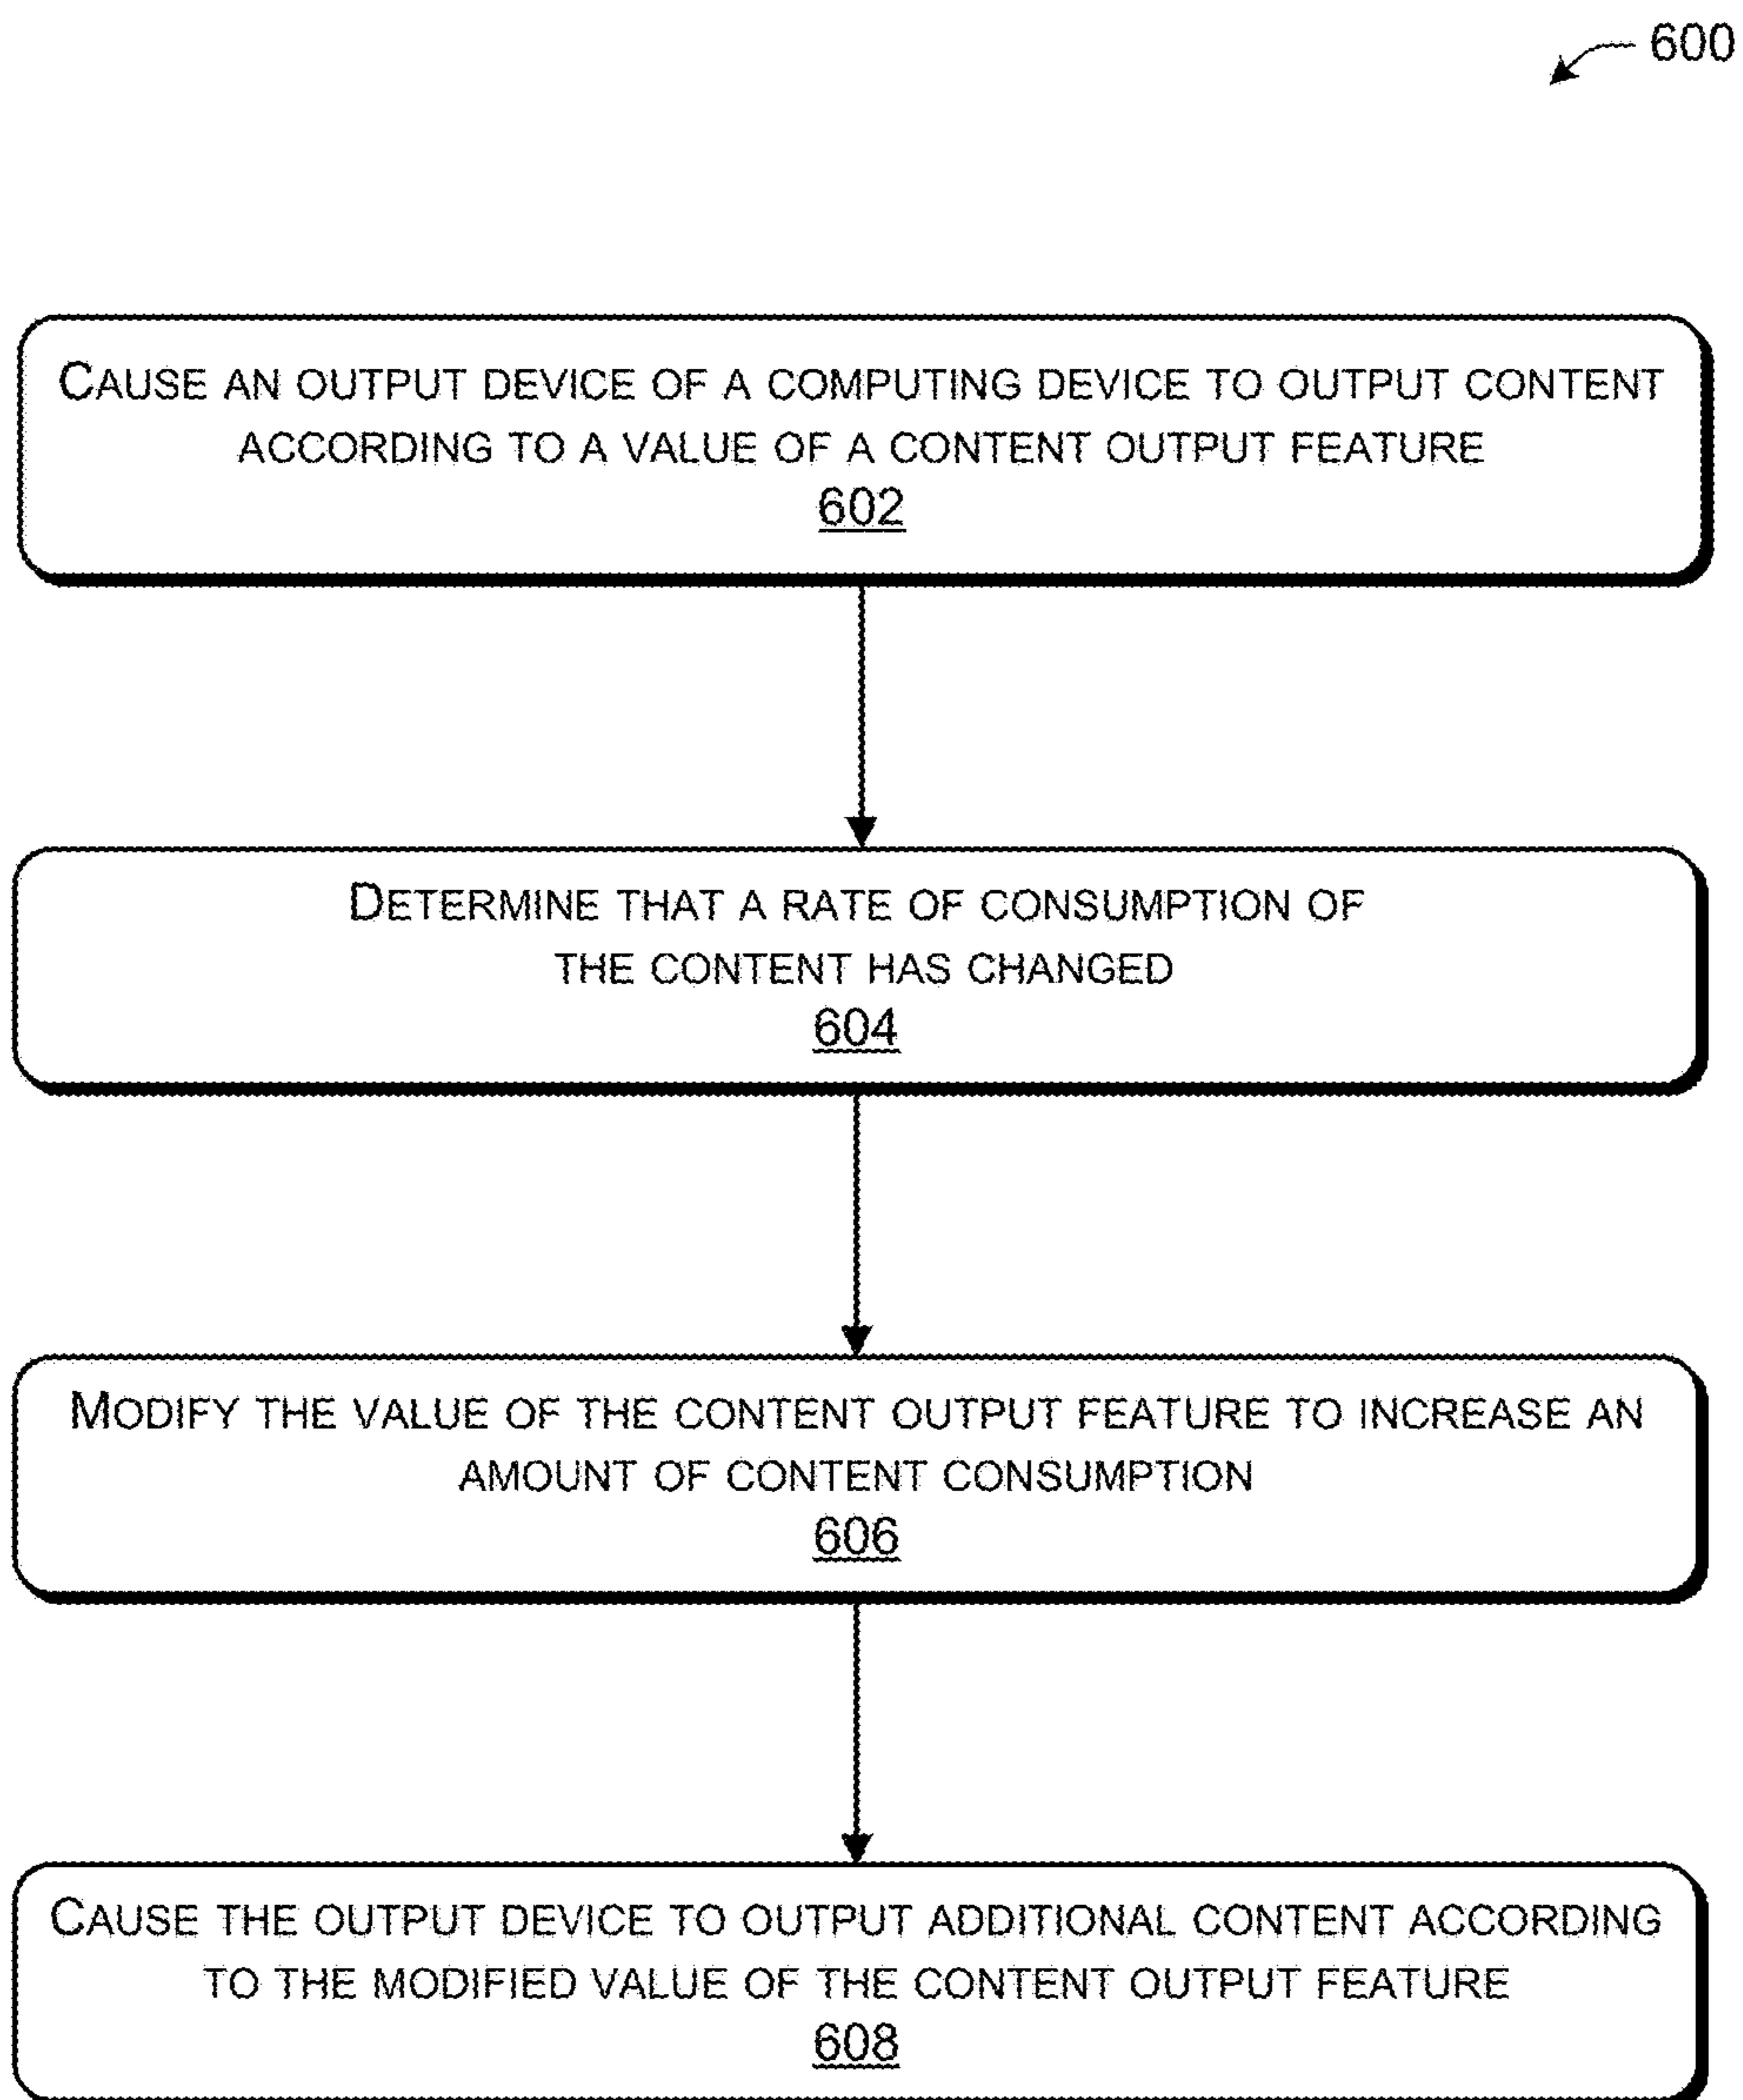 600
CAUSE AN OUTPUT DEVICE OF A COMPUTING DEVICE TO OUTPUT CONTENT
ACCORDING TO A VALUE OF A CONTENT OUTPUT FEATURE
602
DETERMINE THAT A RATE OF CONSUMPTION OF
THE CONTENT HAS CHANGED
604
MODIFY THE VALUE OF THE CONTENT OUTPUT FEATURE TO INCREASE AN
AMOUNT OF CONTENT CONSUMPTION
606
CAUSE THE OUTPUT DEVICE TO OUTPUT ADDITIONAL CONTENT ACCORDING
TO THE MODIFIED VALUE OF THE CONTENT OUTPUT FEATURE
608